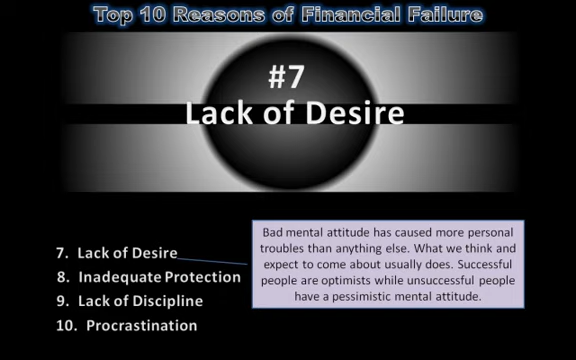 Top 10 Reasons of Financial Failure
#7
Lack of Desire
7. Lack of Desire
8. Inadequate Protection
9. Lack of Discipline
10. Procrastination
Bad mental attitude has caused more personal
troubles than anything else. What we think and
expect to come about usually does. Successful
people are optimists while unsuccessful people
have a pessimistic mental attitude.